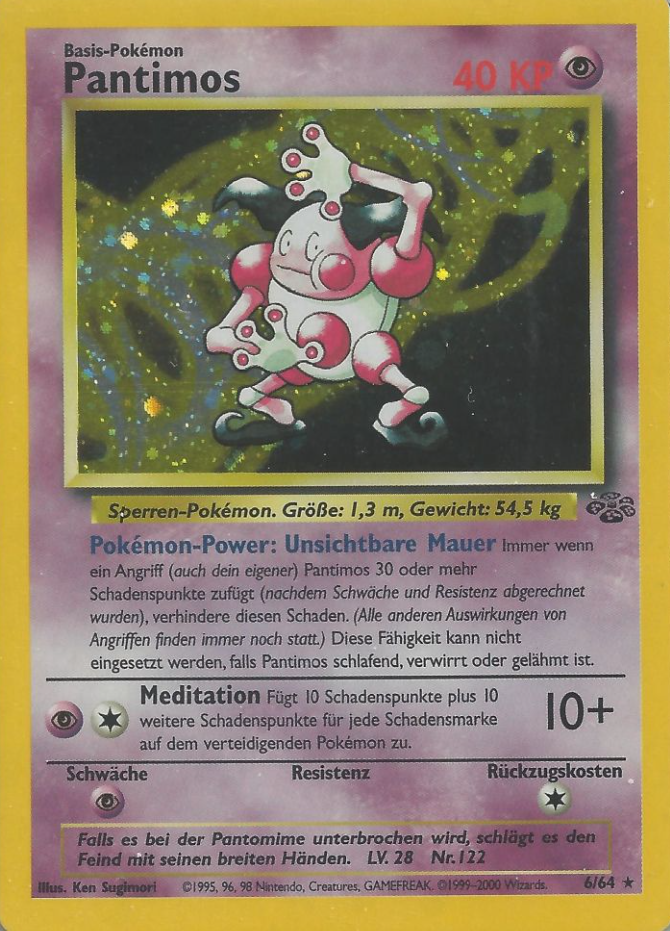 Basis-Pokémon
Pantimos
40 KP
Sperren-Pokémon. Größe: 1,3 m, Gewicht: 54,5 kg
Pokémon-Power: Unsichtbare Mauer Immer wenn
ein Angriff (auch dein eigener) Pantimos 30 oder mehr
Schadenspunkte zufügt (nachdem Schwäche und Resistenz abgerechnet
wurden), verhindere diesen Schaden. (Alle anderen Auswirkungen von
Angriffen finden immer noch statt.) Diese Fähigkeit kann nicht
eingesetzt werden, falls Pantimos schlafend, verwirrt oder gelähmt ist.
Meditation Fügt 10 Schadenspunkte plus 10
weitere Schadenspunkte für jede Schadensmarke
auf dem verteidigenden Pokémon zu.
10+
Schwäche Resistenz Rückzugskosten
Falls es bei der Pantomime unterbrochen wird, schlägt es den
Feind mit seinen breiten Händen. LV. 28 Nr. 122
Illus. Ken Sugimori ©1995, 96, 98 Nintendo, Creatures, GAMEFREAK. ©1999-2000 Wizards. 6/64 ★